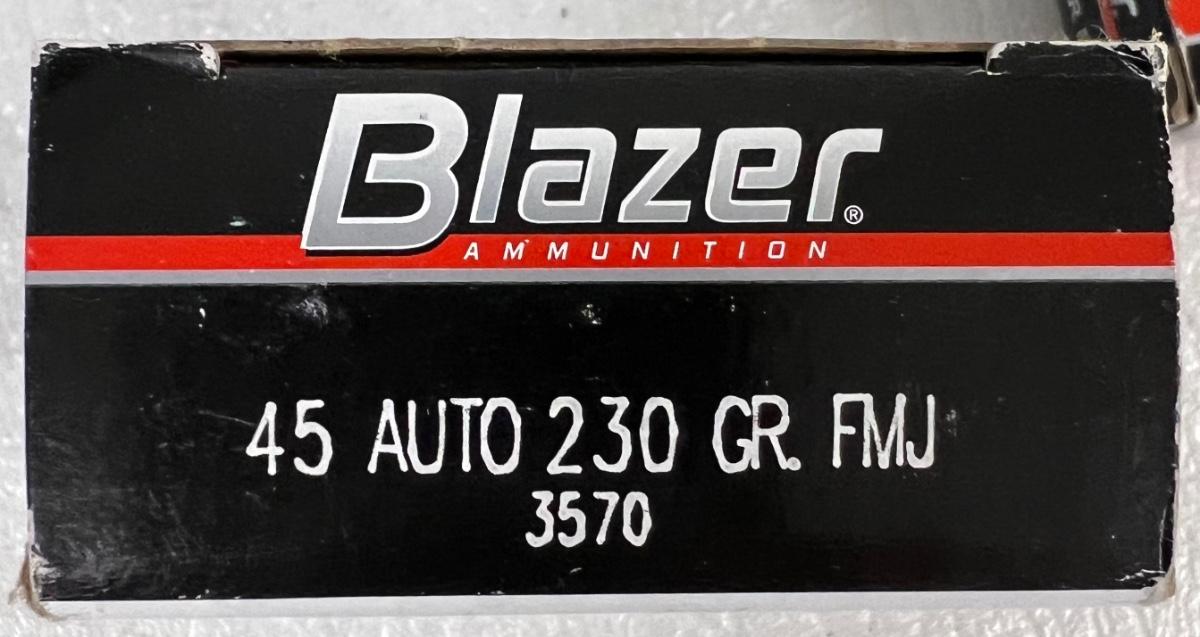 Blazer®
AMMUNITION
45 AUTO 230 GR. FMJ
3570